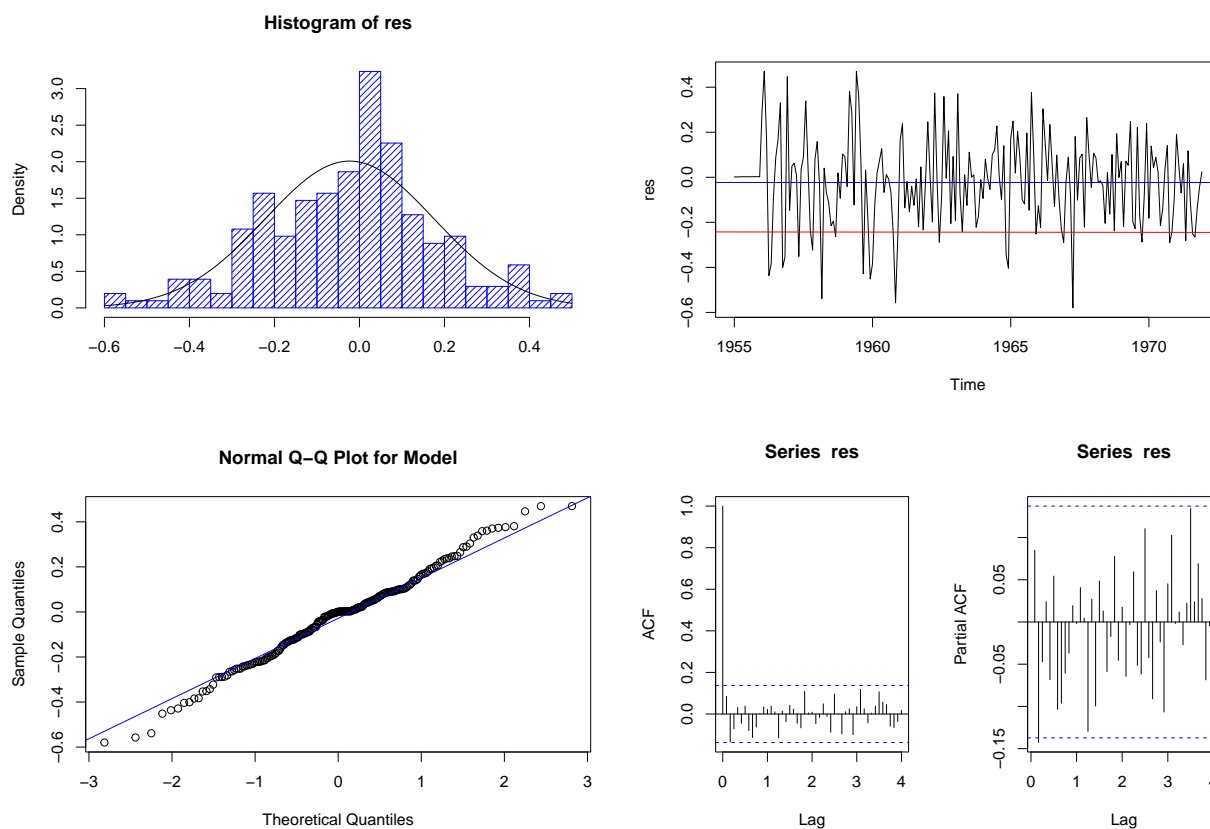 Histogram of res
Density
0.0 0.5 1.0 1.5 2.0 2.5 3.0
−0.6 −0.4 −0.2 0.0 0.2 0.4
res
−0.6 −0.4 −0.2 0.0 0.2 0.4
1955 1960 1965 1970
Time
Normal Q−Q Plot for Model
Sample Quantiles
−0.6 −0.4 −0.2 0.0 0.2 0.4
−3 −2 −1 0 1 2 3
Theoretical Quantiles
Series res
ACF
0.0 0.2 0.4 0.6 0.8 1.0
0 1 2 3 4
Lag
Series res
Partial ACF
−0.15 −0.05 0.05
0 1 2 3 4
Lag